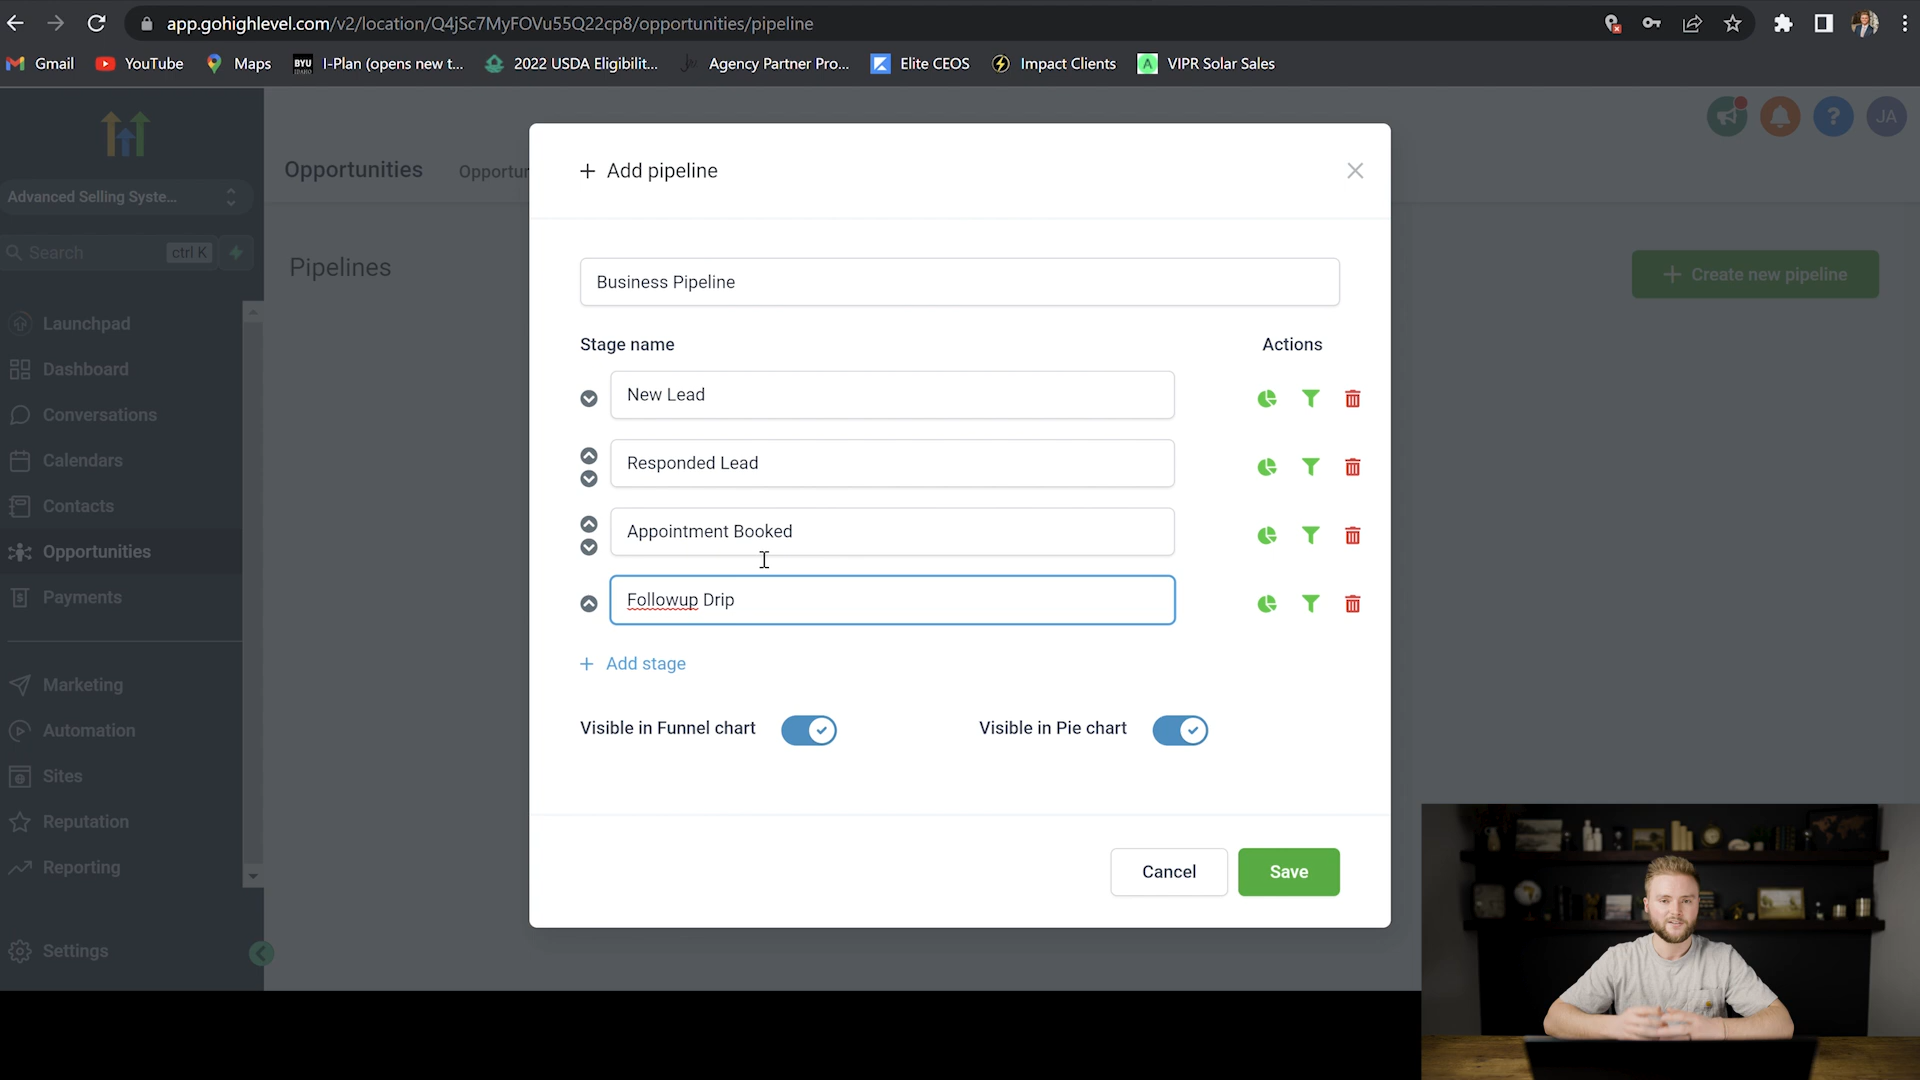 app.gohighlevel.com/v2/location/Q4jSc7MyFOVu55Q22cp8/opportunities/pipeline
Gmail YouTube Maps BYU IDAHO I-Plan (opens new t... 2022 USDA Eligibilit... Agency Partner Pro... Elite CEOS Impact Clients A VIPR Solar Sales
? JA
+ Add pipeline
Opportunities Opportun
Advanced Selling Syste...
Search ctrl K
Pipelines
+ Create new pipeline
Business Pipeline
Launchpad
Stage name Actions
Dashboard
New Lead
Conversations
Calendars
Responded Lead
Contacts
Appointment Booked
Opportunities
Payments
Followup Drip
+ Add stage
Marketing
Automation
Visible in Funnel chart Visible in Pie chart
Sites
Reputation
Reporting
Cancel Save
Settings